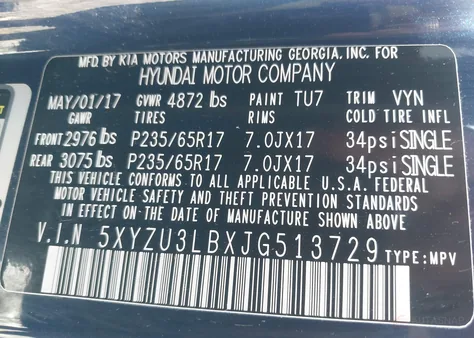 MFD. BY KIA MOTORS MANUFACTURING GEORGIA, INC. FOR
HYUNDAI MOTOR COMPANY
MAY/01/17 GVWR 4872 lbs PAINT TU7 TRIM VYN
GAWR TIRES RIMS COLD TIRE INFL
FRONT 2976 lbs P235/65R17 7.0JX17 34psi SINGLE
REAR 3075 lbs P235/65R17 7.0JX17 34psi SINGLE
THIS VEHICLE CONFORMS TO ALL APPLICABLE U.S.A. FEDERAL
MOTOR VEHICLE SAFETY AND THEFT PREVENTION STANDARDS
IN EFFECT ON THE DATE OF MANUFACTURE SHOWN ABOVE.
V.I.N 5XYZU3LBXJG513729 TYPE:MPV